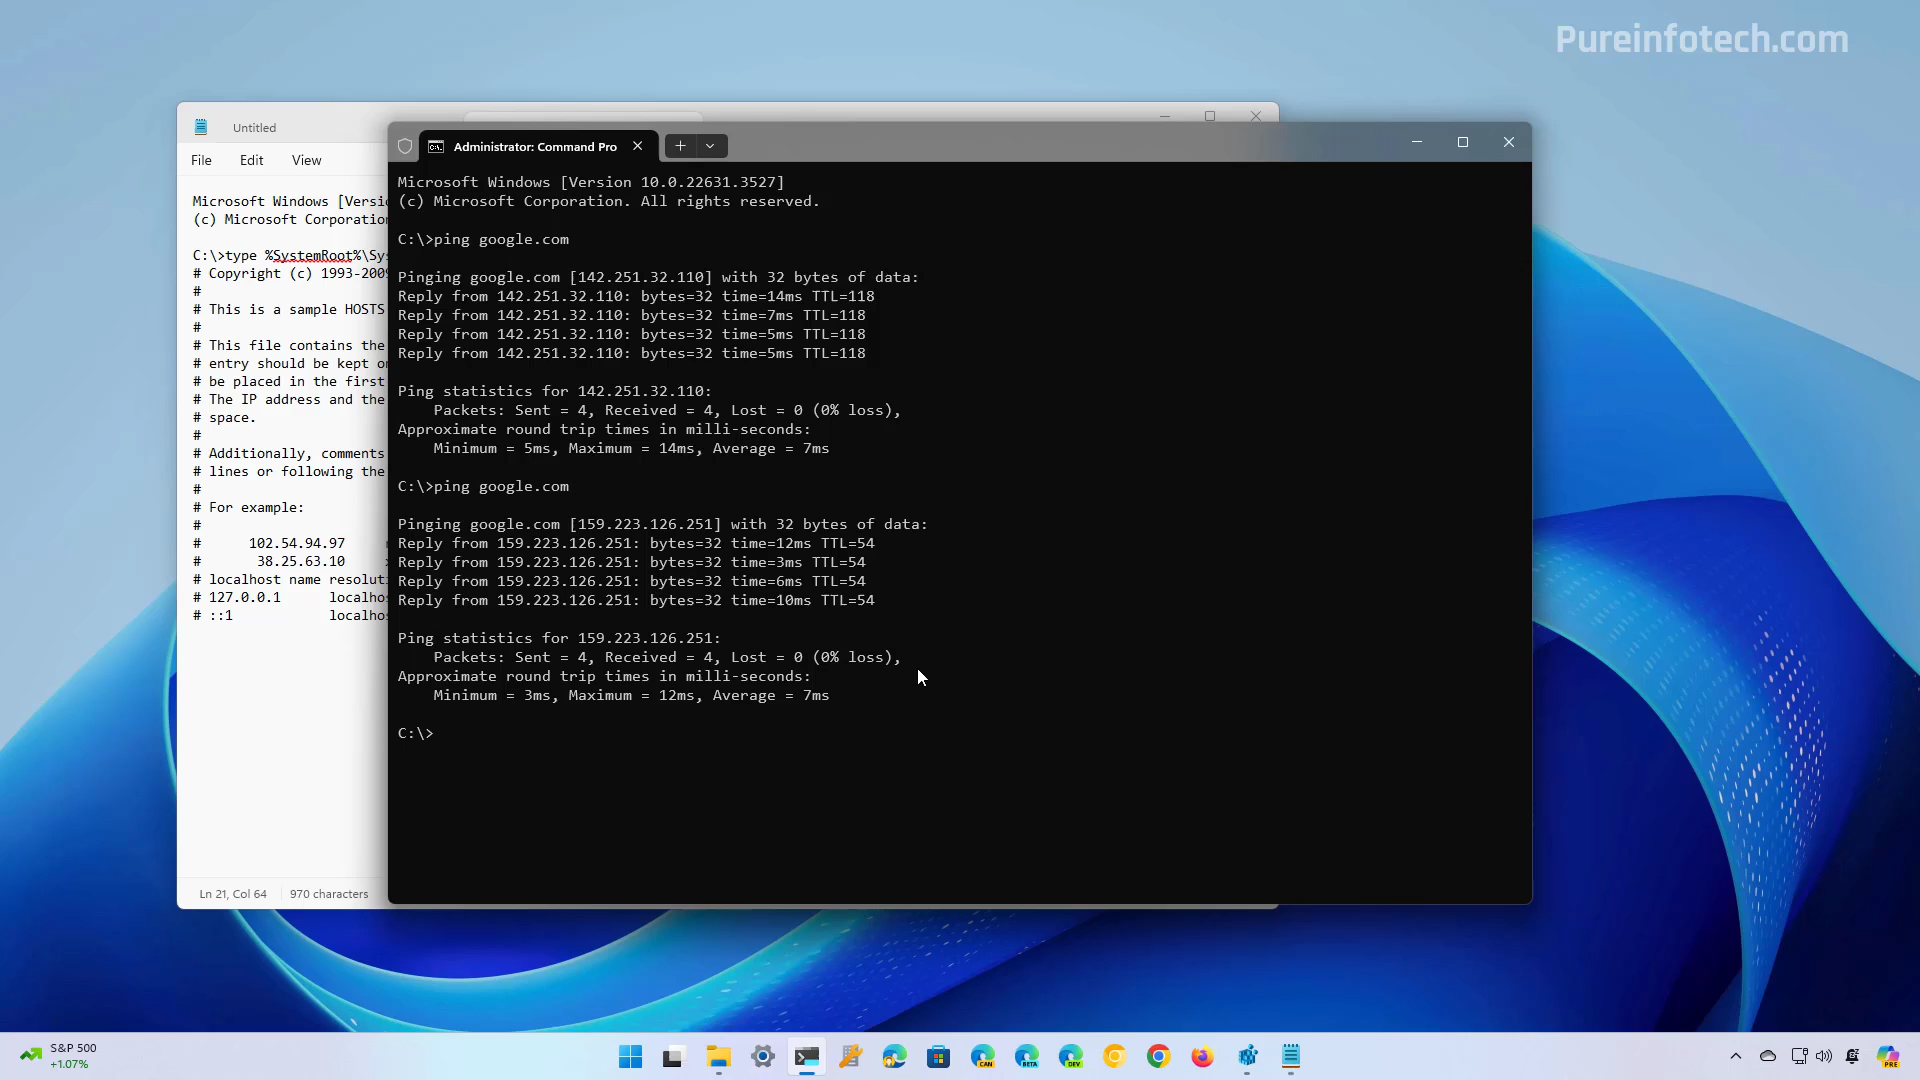 Pureinfotech.com
Untitled
File Edit View
Microsoft Windows [Versi
(c) Microsoft Corporation
C:\>type %SystemRoot%\Sys
# Copyright (c) 1993-2009
#
# This is a sample HOSTS
#
# This file contains the
# entry should be kept on
# be placed in the first
# The IP address and the
# space.
#
# Additionally, comments
# lines or following the
#
# For example:
#
# 102.54.94.97
# 38.25.63.10
# localhost name resoluti
# 127.0.0.1 localhos
# ::1 localhos
Ln 21, Col 64 970 characters
Administrator: Command Pro
Microsoft Windows [Version 10.0.22631.3527]
(c) Microsoft Corporation. All rights reserved.
C:\>ping google.com
Pinging google.com [142.251.32.110] with 32 bytes of data:
Reply from 142.251.32.110: bytes=32 time=14ms TTL=118
Reply from 142.251.32.110: bytes=32 time=7ms TTL=118
Reply from 142.251.32.110: bytes=32 time=5ms TTL=118
Reply from 142.251.32.110: bytes=32 time=5ms TTL=118
Ping statistics for 142.251.32.110:
Packets: Sent = 4, Received = 4, Lost = 0 (0% loss),
Approximate round trip times in milli-seconds:
Minimum = 5ms, Maximum = 14ms, Average = 7ms
C:\>ping google.com
Pinging google.com [159.223.126.251] with 32 bytes of data:
Reply from 159.223.126.251: bytes=32 time=12ms TTL=54
Reply from 159.223.126.251: bytes=32 time=3ms TTL=54
Reply from 159.223.126.251: bytes=32 time=6ms TTL=54
Reply from 159.223.126.251: bytes=32 time=10ms TTL=54
Ping statistics for 159.223.126.251:
Packets: Sent = 4, Received = 4, Lost = 0 (0% loss),
Approximate round trip times in milli-seconds:
Minimum = 3ms, Maximum = 12ms, Average = 7ms
C:\>
S&P 500
+1.07%
CAN
BETA
DEV
PRE